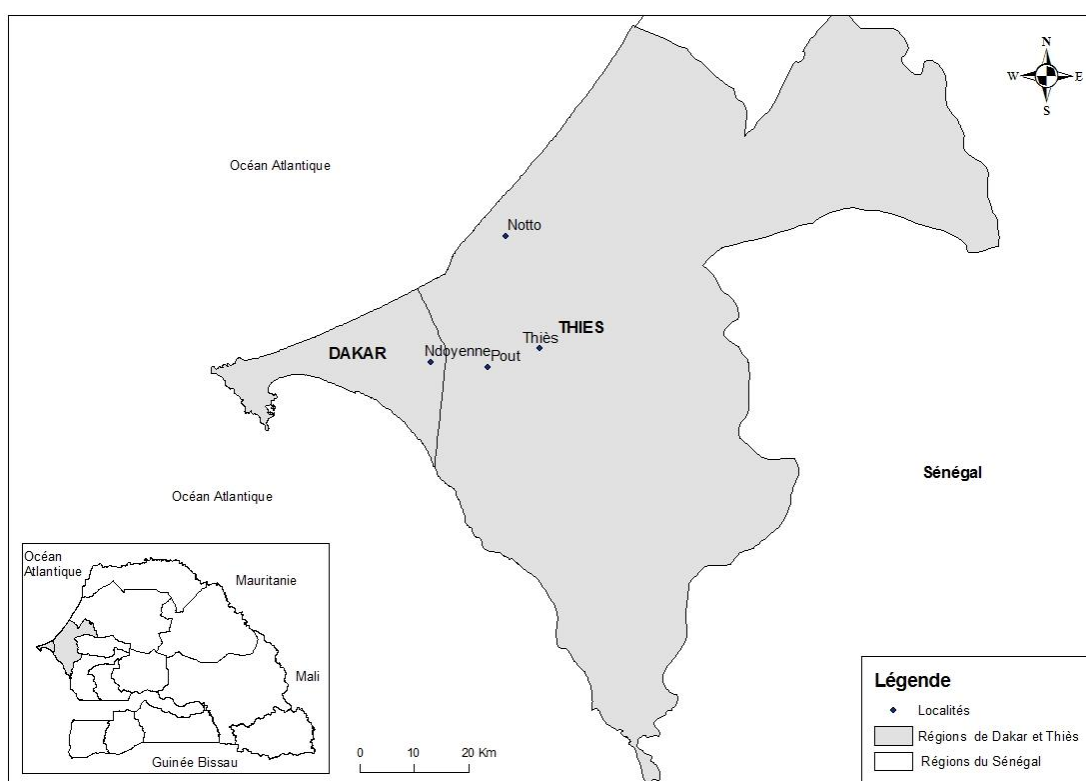 N
W E
S
Océan Atlantique
Notto
Thiès
THIES
DAKAR
Ndoyenne
Pout
Sénégal
Océan Atlantique
Océan
Atlantique
Mauritanie
Mali
Guinée Bissau
0 10 20 Km
Légende
Localités
Régions de Dakar et Thiès
Régions du Sénégal